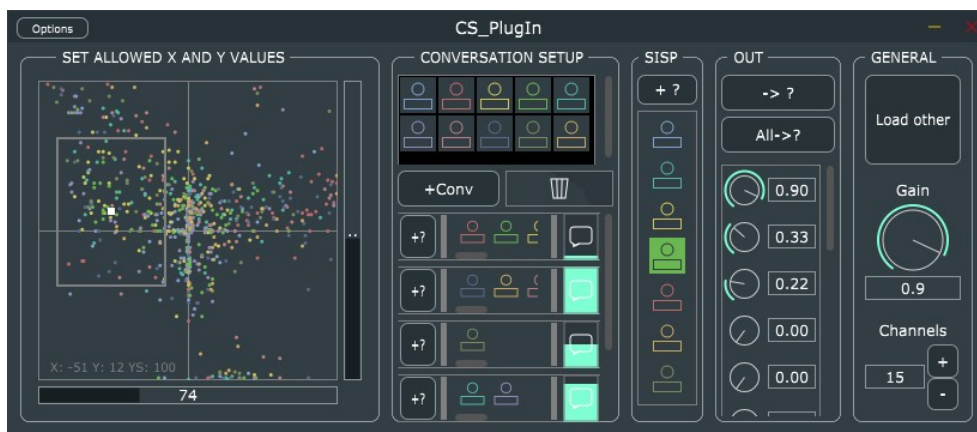 Options
CS_PlugIn
SET ALLOWED X AND Y VALUES
X: -51 Y: 12 YS: 100
..
74
CONVERSATION SETUP
+Conv
+?
+?
+?
+?
SISP
+ ?
OUT
-> ?
All->?
0.90
0.33
0.22
0.00
0.00
GENERAL
Load other
Gain
0.9
Channels
15
+
-